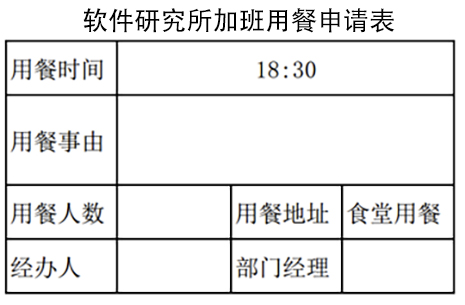 软件研究所加班用餐申请表
用餐时间 18:30
用餐事由
用餐人数 用餐地址 食堂用餐
经办人 部门经理